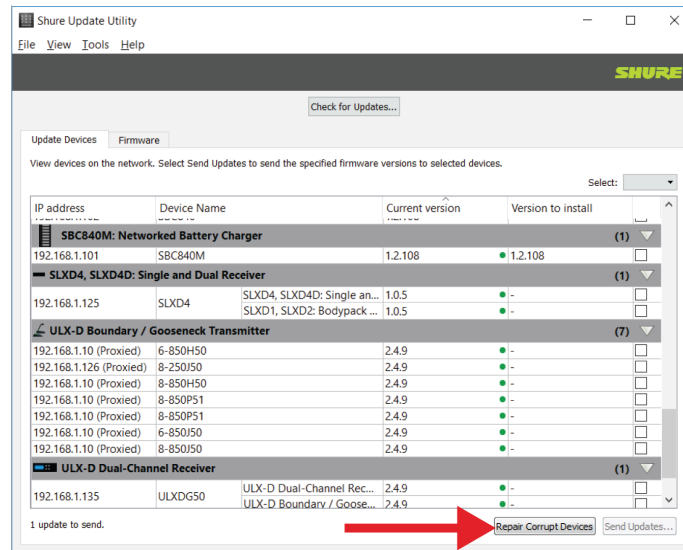 Shure Update Utility
File View Tools Help
SHURE
Check for Updates...
Update Devices Firmware
View devices on the network. Select Send Updates to send the specified firmware versions to selected devices.
Select:
IP address Device Name Current version Version to install
SBC840M: Networked Battery Charger (1)
192.168.1.101 SBC840M 1.2.108 1.2.108
SLXD4, SLXD4D: Single and Dual Receiver (1)
192.168.1.125 SLXD4 SLXD4, SLXD4D: Single an... 1.0.5 -
SLXD1, SLXD2: Bodypack ... 1.0.5 -
ULX-D Boundary / Gooseneck Transmitter (7)
192.168.1.10 (Proxied) 6-850H50 2.4.9 -
192.168.1.126 (Proxied) 8-250J50 2.4.9 -
192.168.1.10 (Proxied) 8-850H50 2.4.9 -
192.168.1.10 (Proxied) 8-850P51 2.4.9 -
192.168.1.10 (Proxied) 8-850P51 2.4.9 -
192.168.1.10 (Proxied) 6-850J50 2.4.9 -
192.168.1.10 (Proxied) 8-850J50 2.4.9 -
ULX-D Dual-Channel Receiver (1)
192.168.1.135 ULXDG50 ULX-D Dual-Channel Rec... 2.4.9 -
ULX-D Boundary / Goose... 2.4.9 -
1 update to send. Repair Corrupt Devices Send Updates...